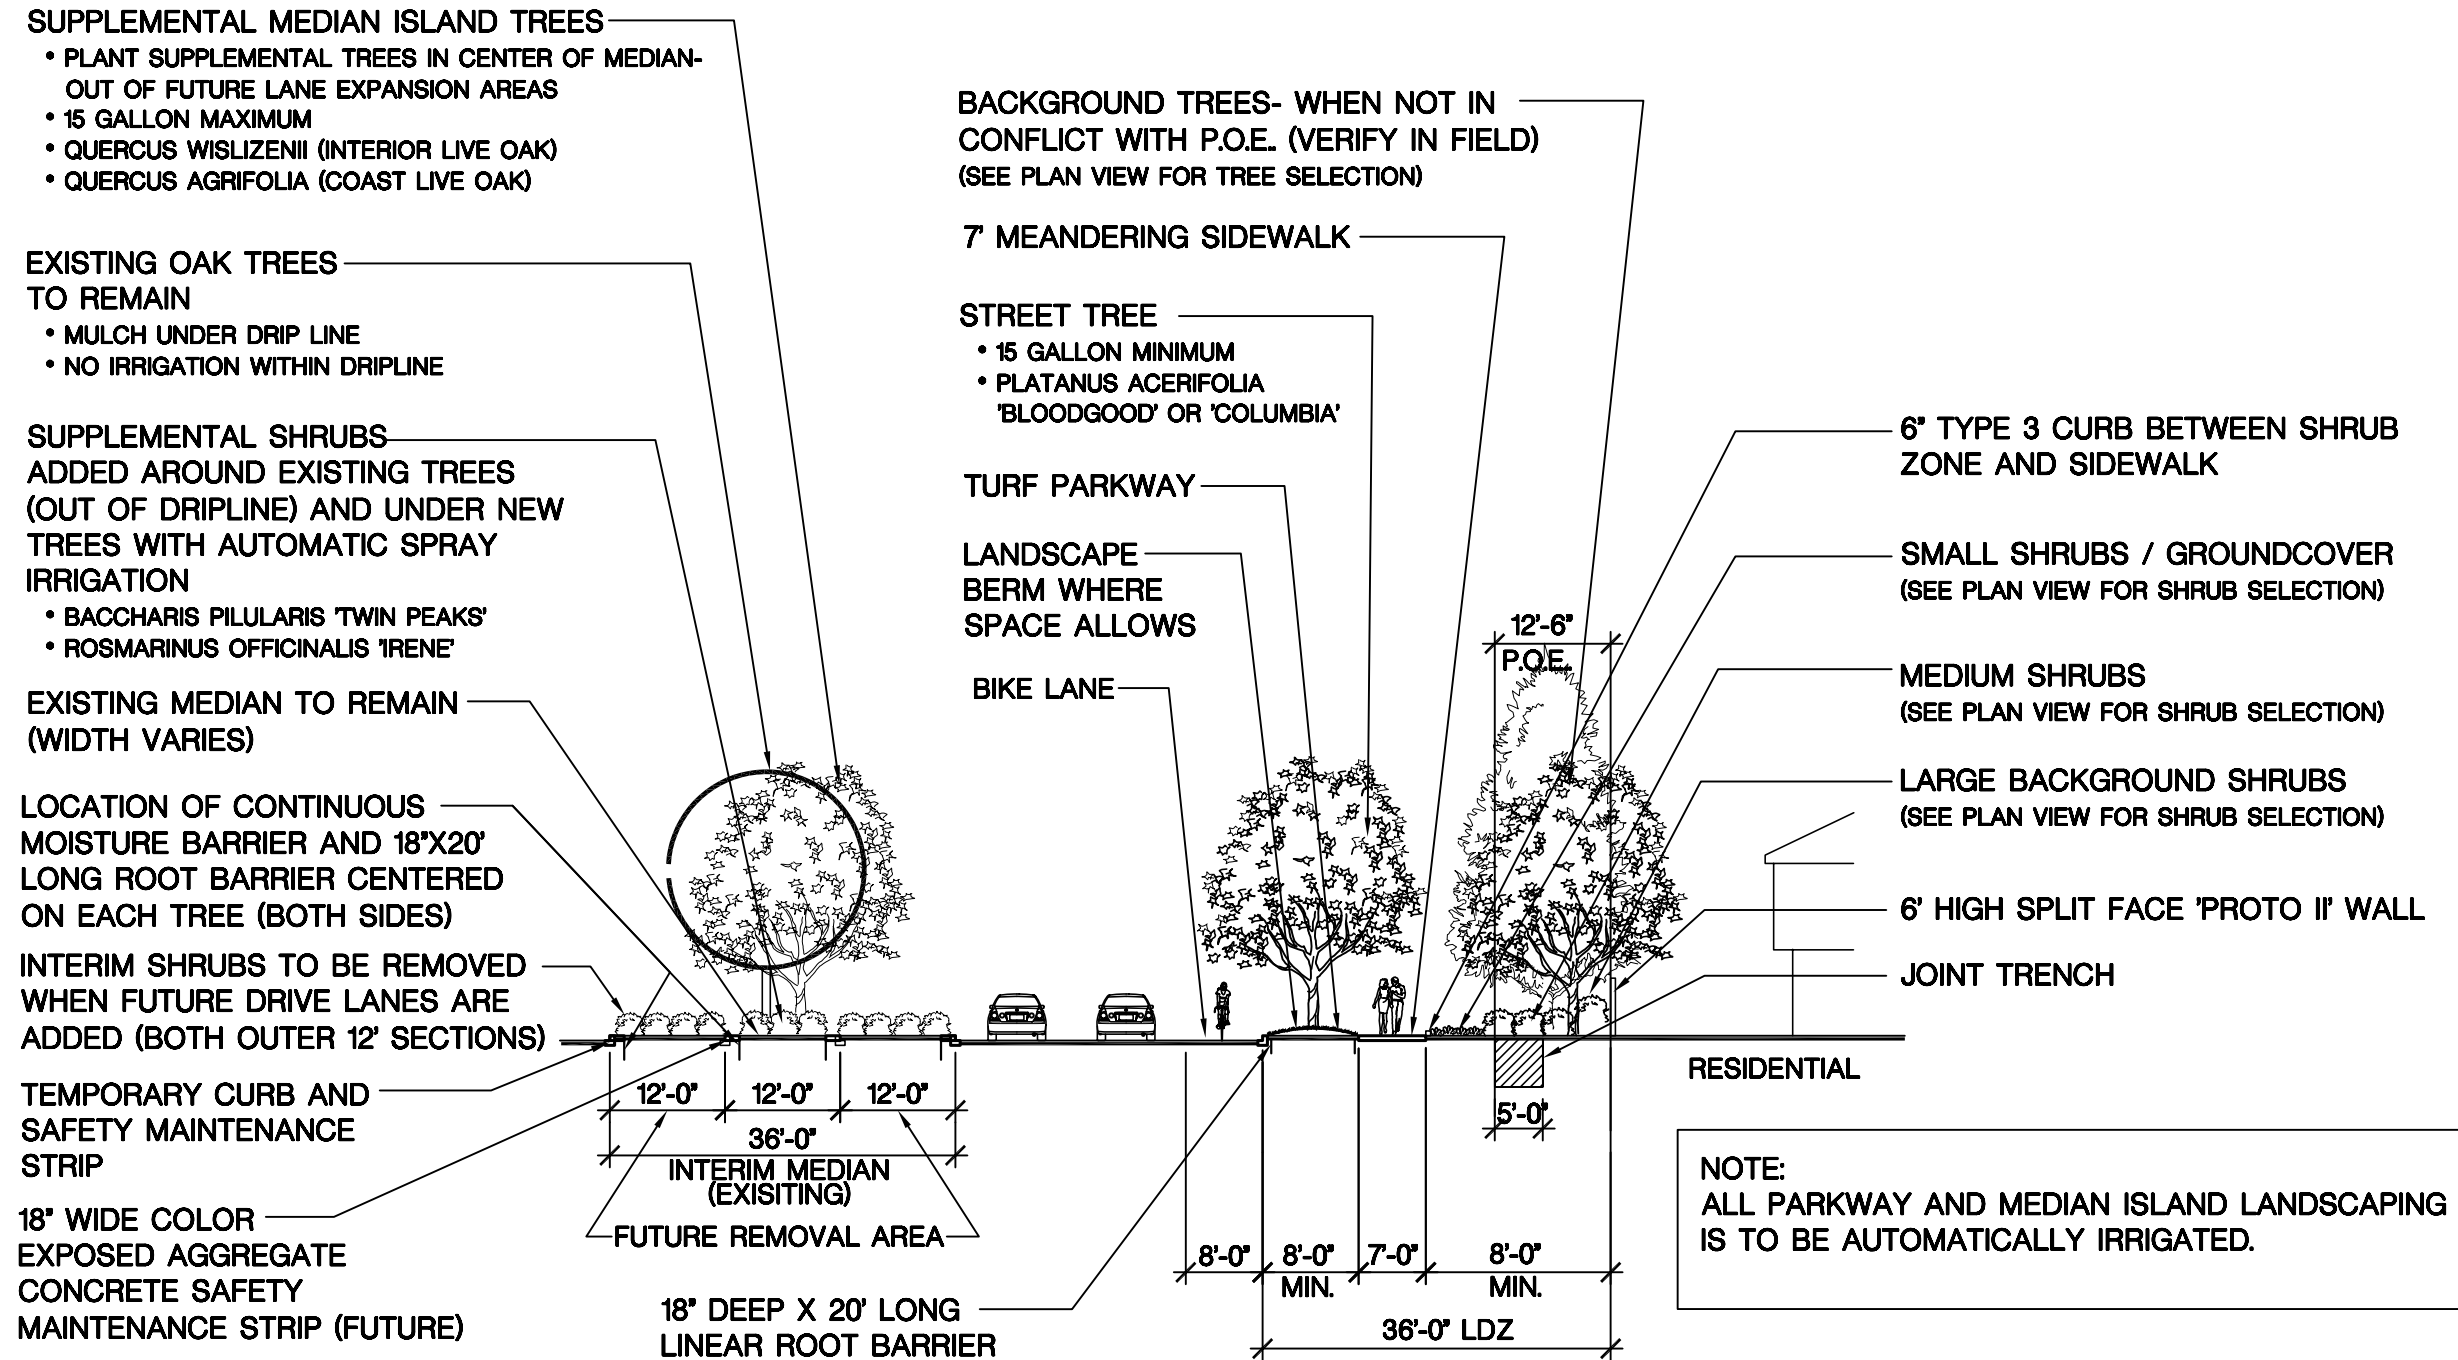 SUPPLEMENTAL MEDIAN ISLAND TREES
• PLANT SUPPLEMENTAL TREES IN CENTER OF MEDIAN-
OUT OF FUTURE LANE EXPANSION AREAS
• 15 GALLON MAXIMUM
• QUERCUS WISLIZENII (INTERIOR LIVE OAK)
• QUERCUS AGRIFOLIA (COAST LIVE OAK)
EXISTING OAK TREES
TO REMAIN
• MULCH UNDER DRIP LINE
• NO IRRIGATION WITHIN DRIPLINE
SUPPLEMENTAL SHRUBS
ADDED AROUND EXISTING TREES
(OUT OF DRIPLINE) AND UNDER NEW
TREES WITH AUTOMATIC SPRAY
IRRIGATION
• BACCHARIS PILULARIS 'TWIN PEAKS'
• ROSMARINUS OFFICINALIS 'IRENE'
EXISTING MEDIAN TO REMAIN
(WIDTH VARIES)
LOCATION OF CONTINUOUS
MOISTURE BARRIER AND 18"X20'
LONG ROOT BARRIER CENTERED
ON EACH TREE (BOTH SIDES)
INTERIM SHRUBS TO BE REMOVED
WHEN FUTURE DRIVE LANES ARE
ADDED (BOTH OUTER 12' SECTIONS)
TEMPORARY CURB AND
SAFETY MAINTENANCE
STRIP
18" WIDE COLOR
EXPOSED AGGREGATE
CONCRETE SAFETY
MAINTENANCE STRIP (FUTURE)
BACKGROUND TREES- WHEN NOT IN
CONFLICT WITH P.O.E.. (VERIFY IN FIELD)
(SEE PLAN VIEW FOR TREE SELECTION)
7' MEANDERING SIDEWALK
STREET TREE
• 15 GALLON MINIMUM
• PLATANUS ACERIFOLIA
'BLOODGOOD' OR 'COLUMBIA'
TURF PARKWAY
LANDSCAPE
BERM WHERE
SPACE ALLOWS
BIKE LANE
12'-6"
P.O.E.
6" TYPE 3 CURB BETWEEN SHRUB
ZONE AND SIDEWALK
SMALL SHRUBS / GROUNDCOVER
(SEE PLAN VIEW FOR SHRUB SELECTION)
MEDIUM SHRUBS
(SEE PLAN VIEW FOR SHRUB SELECTION)
LARGE BACKGROUND SHRUBS
(SEE PLAN VIEW FOR SHRUB SELECTION)
6' HIGH SPLIT FACE 'PROTO II' WALL
JOINT TRENCH
RESIDENTIAL
12'-0" 12'-0" 12'-0"
36'-0"
INTERIM MEDIAN
(EXISITING)
FUTURE REMOVAL AREA
18" DEEP X 20' LONG
LINEAR ROOT BARRIER
5'-0"
8'-0" 8'-0" 7'-0" 8'-0"
MIN. MIN.
36'-0" LDZ
NOTE:
ALL PARKWAY AND MEDIAN ISLAND LANDSCAPING
IS TO BE AUTOMATICALLY IRRIGATED.